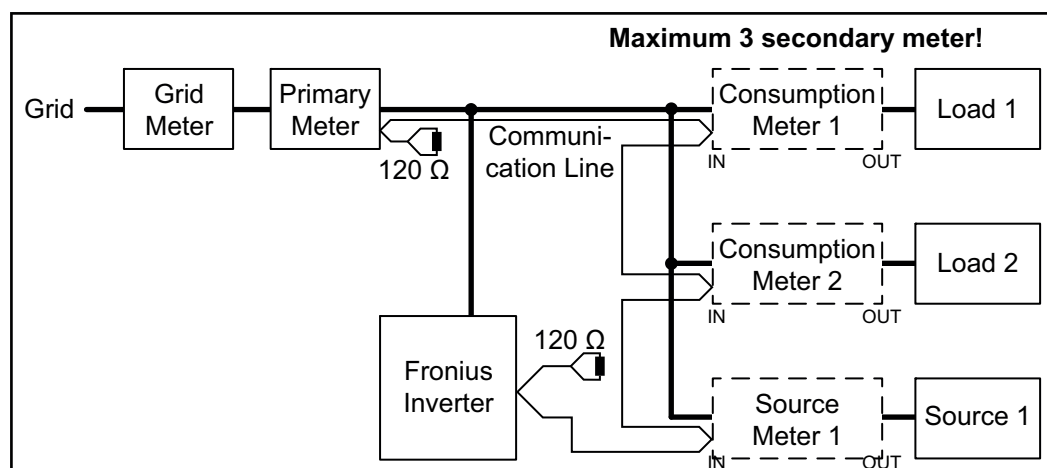 Maximum 3 secondary meter!
Grid
Grid
Meter
Primary
Meter
120 Ω
Communi-
cation Line
Consumption
Meter 1
IN
OUT
Load 1
Consumption
Meter 2
IN
OUT
Load 2
Fronius
Inverter
120 Ω
Source
Meter 1
IN
OUT
Source 1